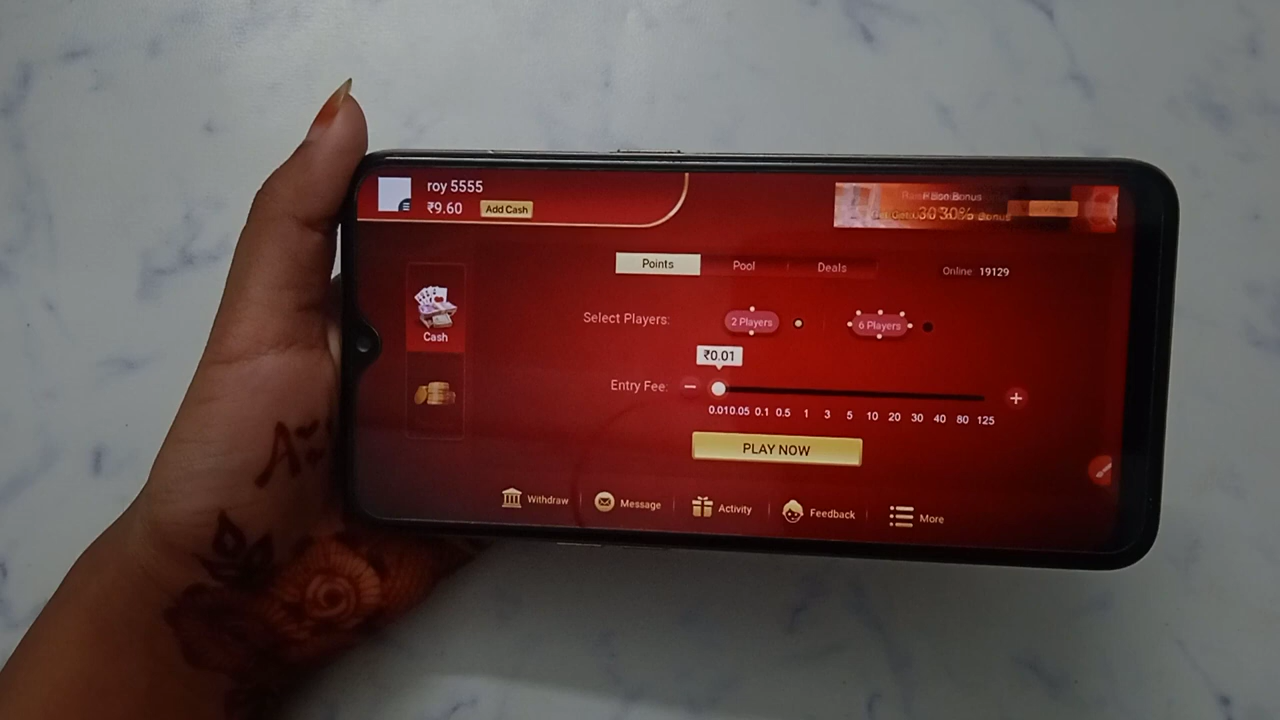 roy 5555
₹9.60 Add Cash
30%
Points Pool Deals
Online 19129
Select Players: 2 Players 6 Players
Cash
₹0.01
Entry Fee:
0.01 0.05 0.1 0.5 1 3 5 10 20 30 40 80 125
PLAY NOW
Withdraw Message Activity Feedback More